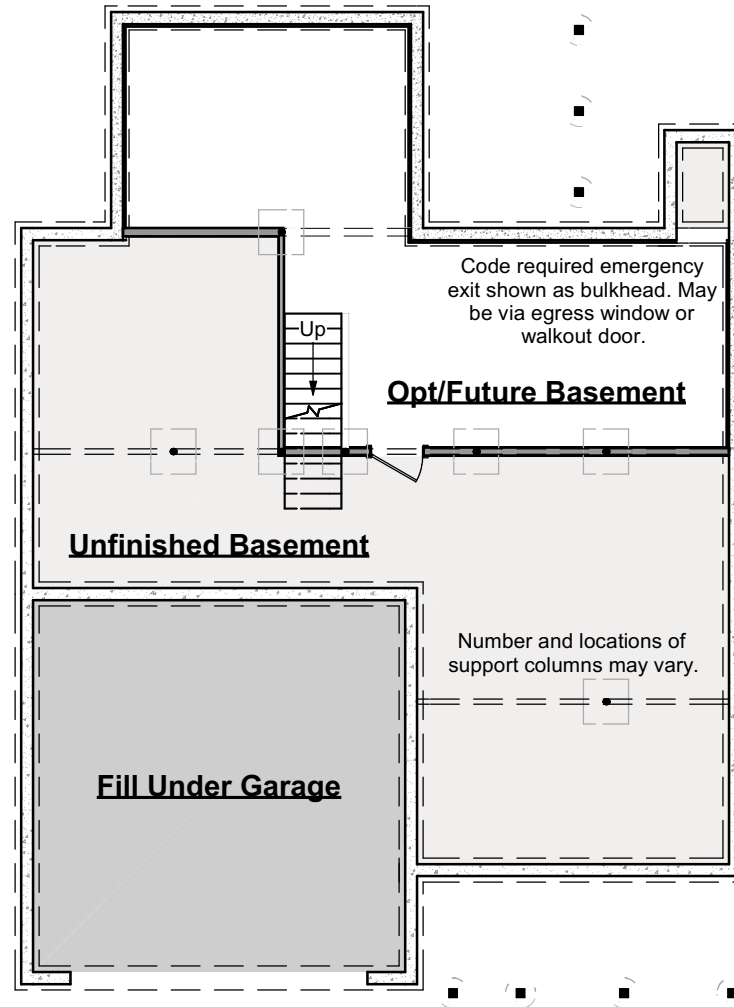 Code required emergency
exit shown as bulkhead. May
be via egress window or
walkout door.
Up
Opt/Future Basement
Unfinished Basement
Number and locations of
support columns may vary.
Fill Under Garage